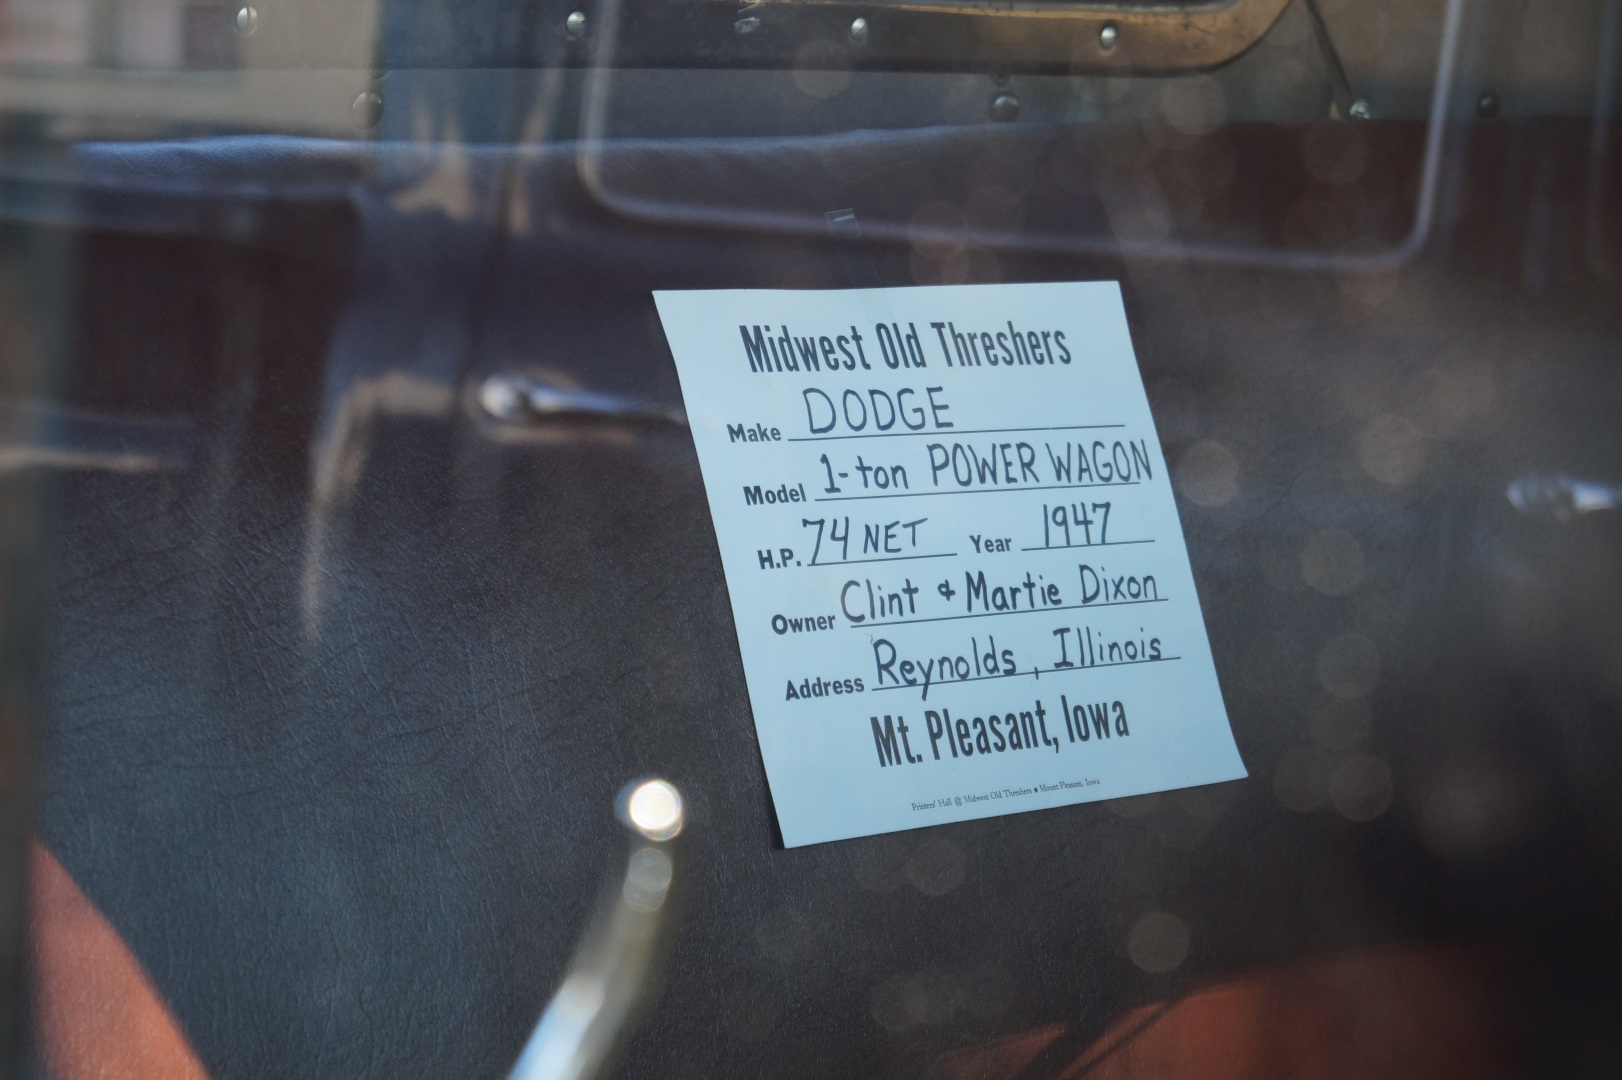 Midwest Old Threshers
Make DODGE
Model 1-ton POWER WAGON
H.P. 74 NET Year 1947
Owner Clint & Martie Dixon
Address Reynolds, Illinois
Mt. Pleasant, Iowa
Printers' Hall @ Midwest Old Threshers ● Mount Pleasant, Iowa